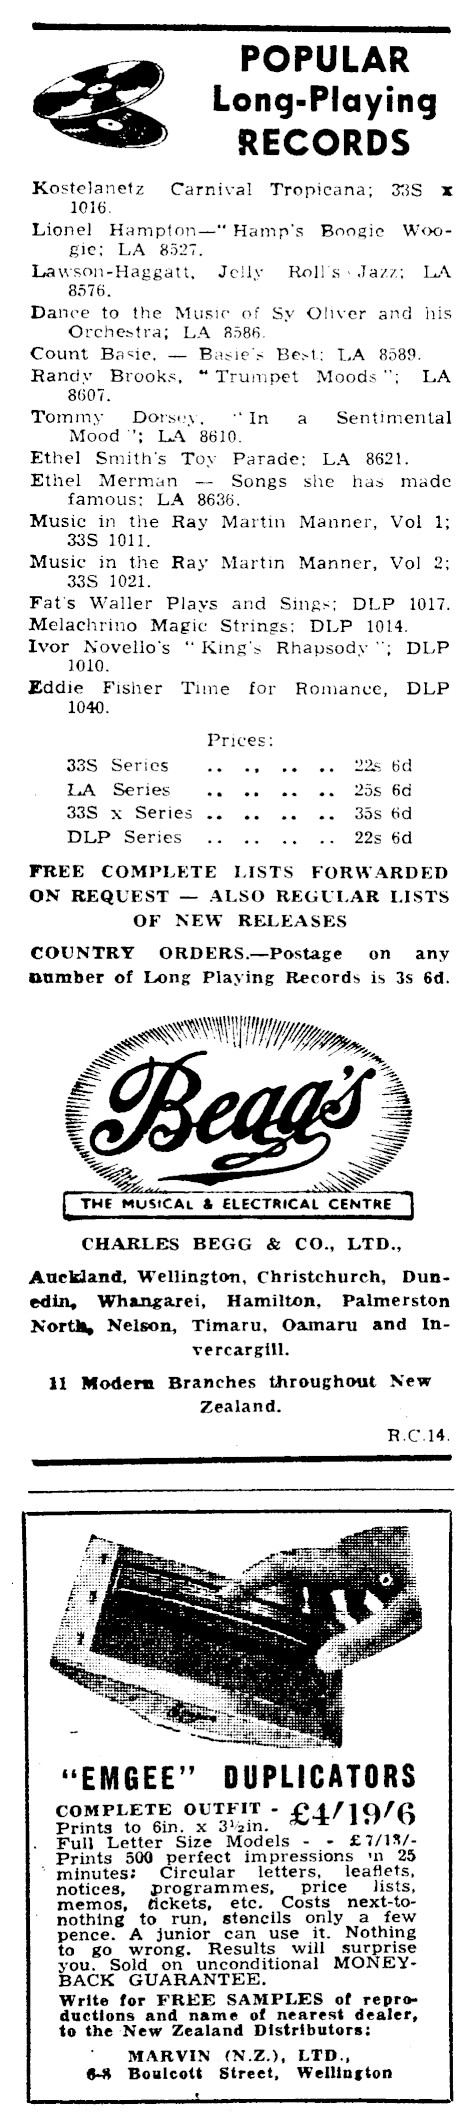 POPULAR
Long-Playing
RECORDS
Kostelanetz Carnival Tropicana; 33S x
1016.
Lionel Hampton—"Hamp's Boogie Woo-
gie; LA 8527.
Lawson-Haggatt, Jelly Roll's Jazz; LA
8576.
Dance to the Music of Sy Oliver and his
Orchestra; LA 8586.
Count Basie, — Basie's Best; LA 8589.
Randy Brooks, "Trumpet Moods"; LA
8607.
Tommy Dorsey, "In a Sentimental
Mood"; LA 8610.
Ethel Smith's Toy Parade; LA 8621.
Ethel Merman — Songs she has made
famous; LA 8636.
Music in the Ray Martin Manner, Vol 1;
33S 1011.
Music in the Ray Martin Manner, Vol 2;
33S 1021.
Fat's Waller Plays and Sings; DLP 1017.
Melachrino Magic Strings; DLP 1014.
Ivor Novello's "King's Rhapsody"; DLP
1010.
Eddie Fisher Time for Romance, DLP
1040.
Prices:
33S Series .. .. .. .. 22s 6d
LA Series .. .. .. .. 25s 6d
33S x Series .. .. .. .. 35s 6d
DLP Series .. .. .. .. 22s 6d
FREE COMPLETE LISTS FORWARDED
ON REQUEST — ALSO REGULAR LISTS
OF NEW RELEASES
COUNTRY ORDERS.—Postage on any
number of Long Playing Records is 3s 6d.
Begg's
THE MUSICAL & ELECTRICAL CENTRE
CHARLES BEGG & CO., LTD.,
Auckland, Wellington, Christchurch, Dun-
edin, Whangarei, Hamilton, Palmerston
North, Nelson, Timaru, Oamaru and In-
vercargill.
11 Modern Branches throughout New
Zealand.
R.C.14.
"EMGEE" DUPLICATORS
COMPLETE OUTFIT - £4/19/6
Prints to 6in. x 3½in.
Full Letter Size Models - - £7/18/-
Prints 500 perfect impressions in 25
minutes: Circular letters, leaflets,
notices, programmes, price lists,
memos, tickets, etc. Costs next-to-
nothing to run, stencils only a few
pence. A junior can use it. Nothing
to go wrong. Results will surprise
you. Sold on unconditional MONEY-
BACK GUARANTEE.
Write for FREE SAMPLES of repro-
ductions and name of nearest dealer,
to the New Zealand Distributors:
MARVIN (N.Z.), LTD.,
6-8 Boulcott Street, Wellington